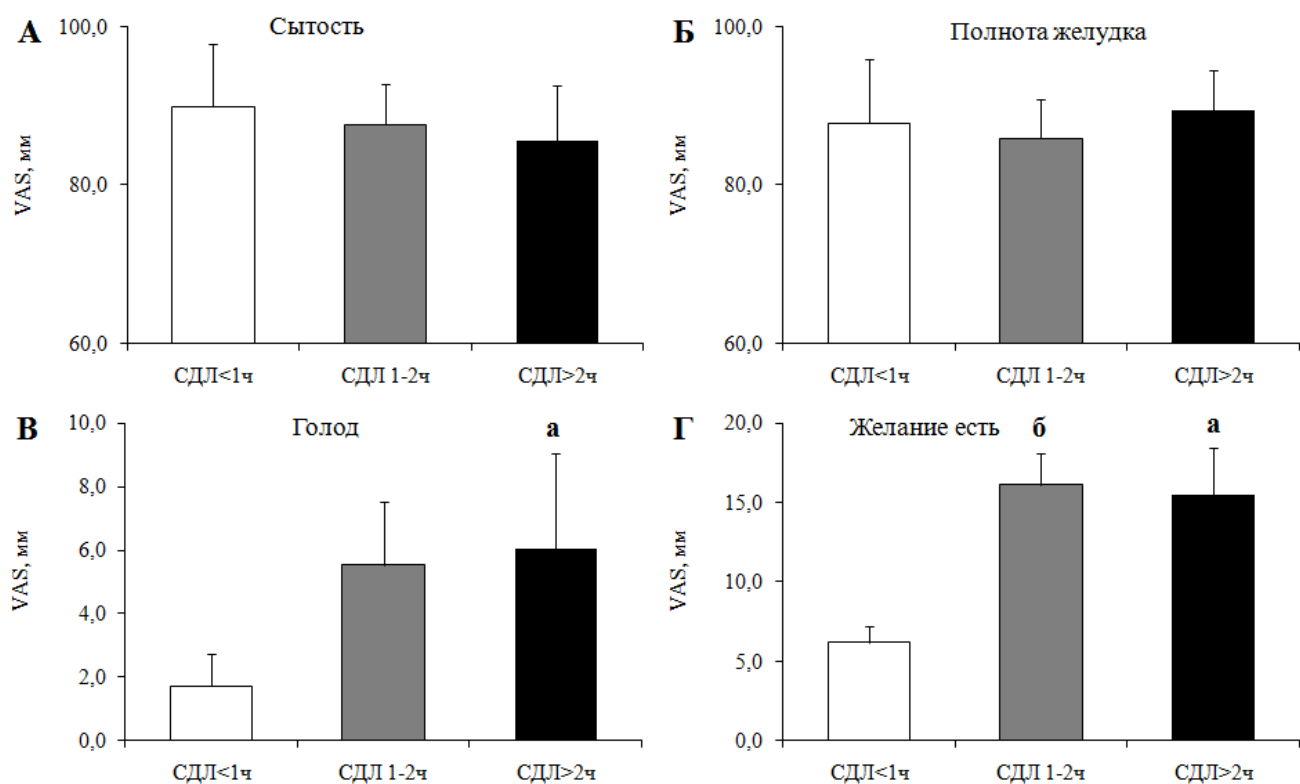 А
Сытость
100,0
80,0
60,0
VAS, мм
СДЛ<1ч
СДЛ 1-2ч
СДЛ>2ч
Б
Полнота желудка
100,0
80,0
60,0
VAS, мм
СДЛ<1ч
СДЛ 1-2ч
СДЛ>2ч
В
Голод
а
10,0
8,0
6,0
4,0
2,0
0,0
VAS, мм
СДЛ<1ч
СДЛ 1-2ч
СДЛ>2ч
Г
Желание есть
б
а
20,0
15,0
10,0
5,0
0,0
VAS, мм
СДЛ<1ч
СДЛ 1-2ч
СДЛ>2ч